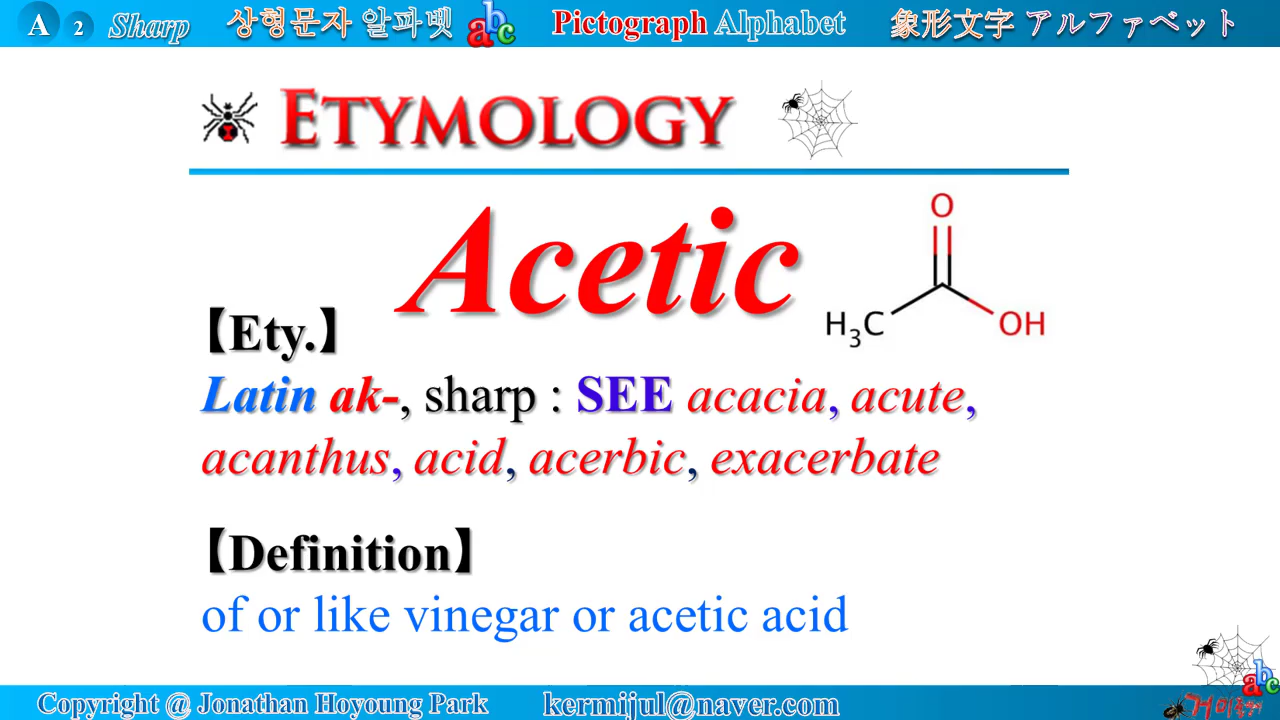 A 2 Sharp 상형문자 알파벳 abc Pictograph Alphabet 象形文字 アルファベット
ETYMOLOGY
Acetic
O
H3C OH
【Ety.】
Latin ak-, sharp : SEE acacia, acute,
acanthus, acid, acerbic, exacerbate
【Definition】
of or like vinegar or acetic acid
abc
Copyright @ Jonathan Hoyoung Park kermijul@naver.com